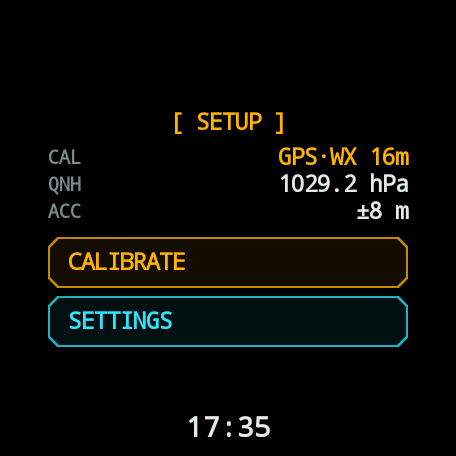 [ SETUP ]
CAL GPS·WX 16m
QNH 1029.2 hPa
ACC ±8 m
CALIBRATE
SETTINGS
17:35